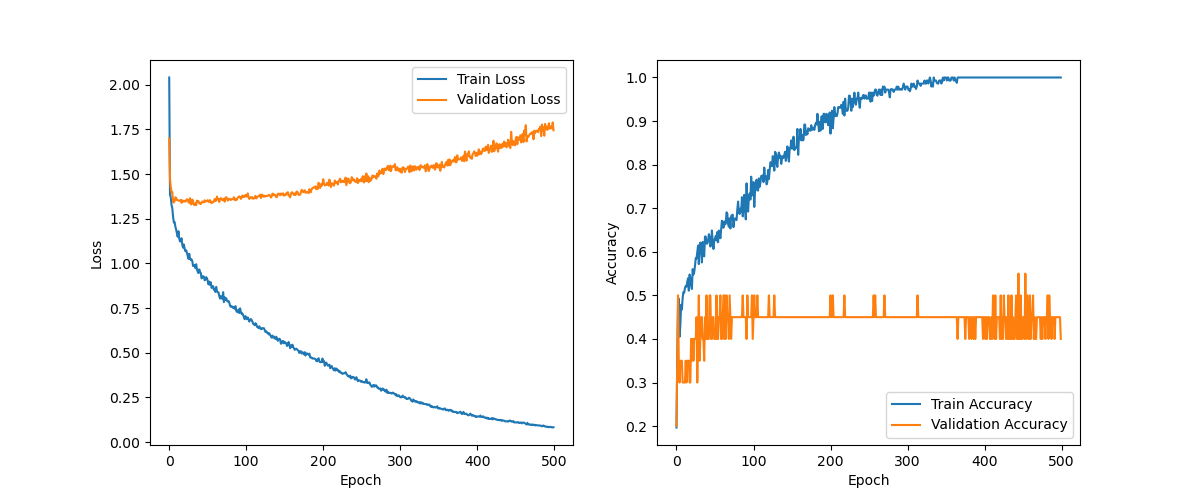 2.00
1.75
1.50
1.25
1.00
0.75
0.50
0.25
0.00
Loss
0 100 200 300 400 500
Epoch
Train Loss
Validation Loss
1.0
0.9
0.8
0.7
0.6
0.5
0.4
0.3
0.2
Accuracy
0 100 200 300 400 500
Epoch
Train Accuracy
Validation Accuracy